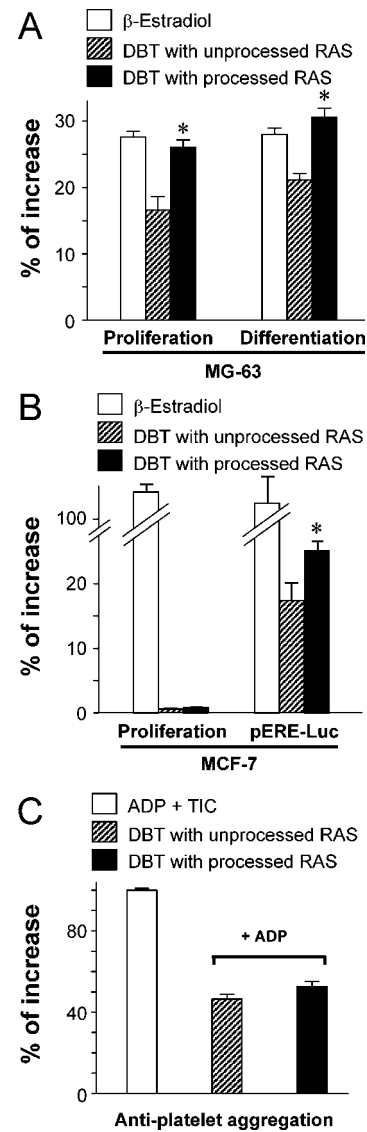 A
β-Estradiol
DBT with unprocessed RAS
DBT with processed RAS
% of increase
30
20
10
0
*
*
Proliferation Differentiation
MG-63
B
β-Estradiol
DBT with unprocessed RAS
DBT with processed RAS
% of increase
100
20
10
0
*
Proliferation pERE-Luc
MCF-7
C
ADP + TIC
DBT with unprocessed RAS
DBT with processed RAS
% of increase
80
40
0
+ ADP
Anti-platelet aggregation